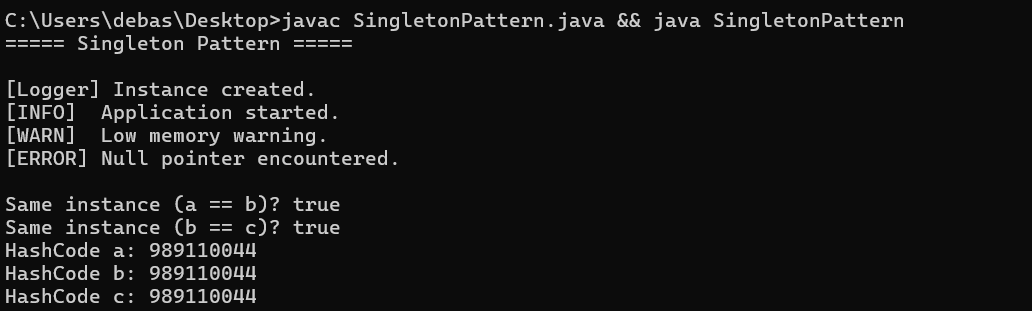 C:\Users\debas\Desktop>javac SingletonPattern.java && java SingletonPattern
===== Singleton Pattern =====
[Logger] Instance created.
[INFO]  Application started.
[WARN]  Low memory warning.
[ERROR] Null pointer encountered.
Same instance (a == b)? true
Same instance (b == c)? true
HashCode a: 989110044
HashCode b: 989110044
HashCode c: 989110044